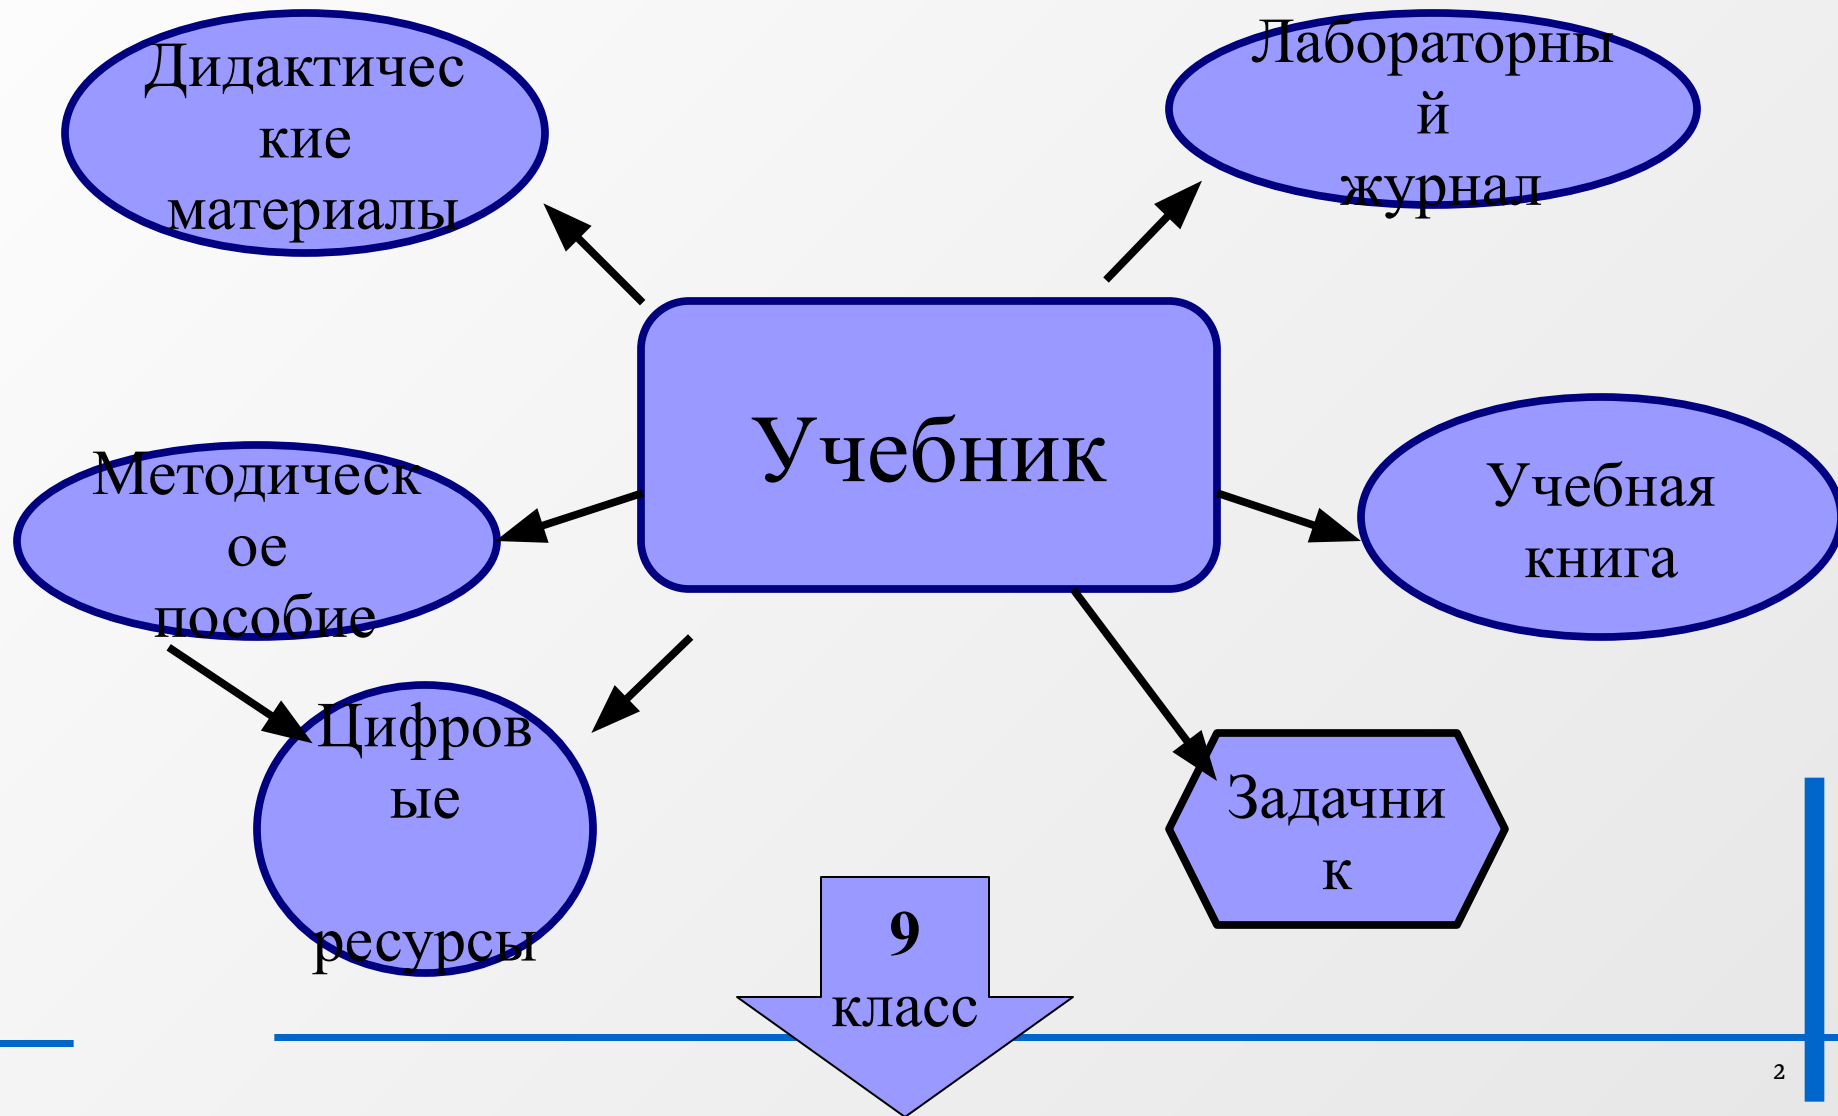 Дидактичес
кие
материалы
Лабораторны
й
журнал
Учебник
Методическ
ое
пособие
Учебная
книга
Цифров
ые
ресурсы
Задачни
к
9
класс
2